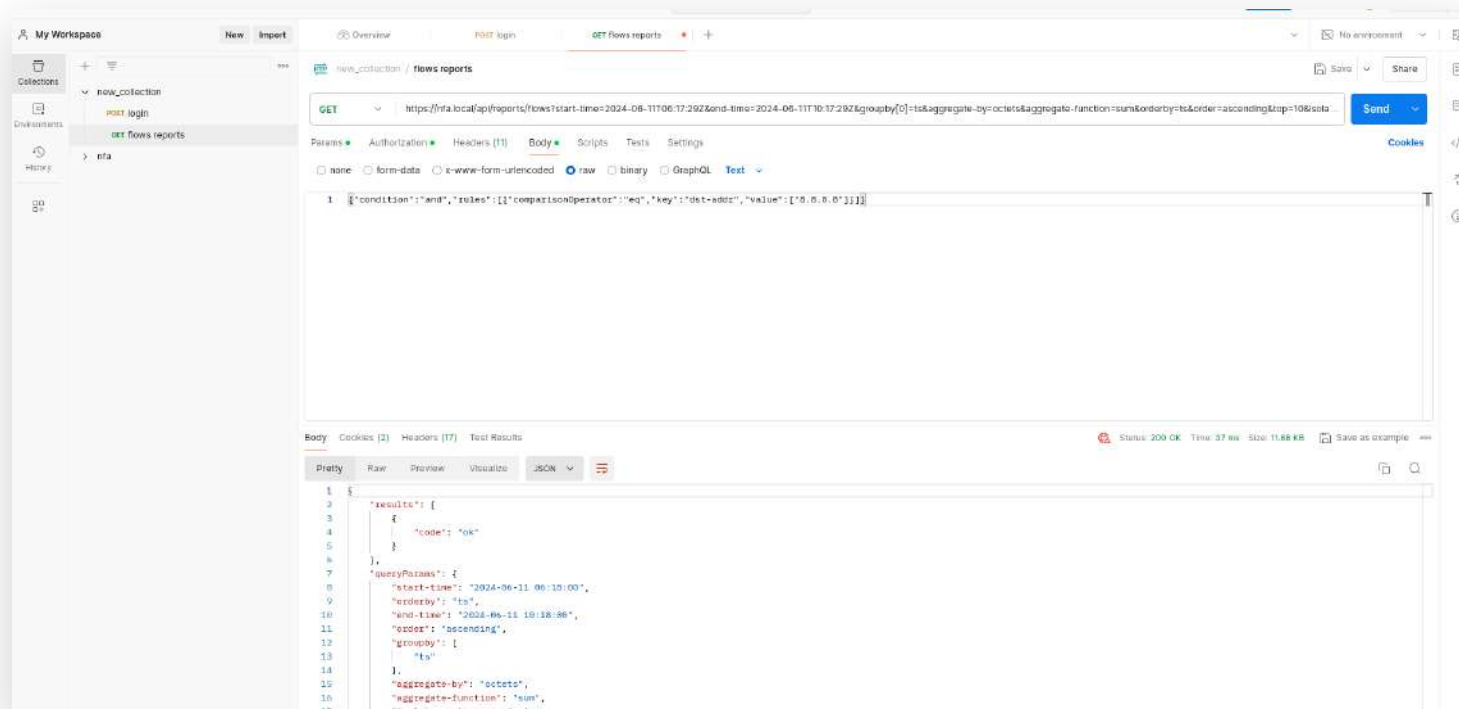 My Workspace
New Import
Overview
POST login
GET flows reports
No environment
Collections
Environments
History
new_collection
POST login
GET flows reports
nfa
new_collection / flows reports
Save
Share
GET
https://nfa.local/api/reports/flows?start-time=2024-06-11T06:17:29Z&end-time=2024-06-11T10:17:29Z&groupby[0]=ts&aggregate-by=octets&aggregate-function=sum&orderby=ts&order=ascending&top=10&isola...
Send
Params Authorization Headers (11) Body Scripts Tests Settings
Cookies
none form-data x-www-form-urlencoded raw binary GraphQL Text
1 {"condition":"and","rules":[{"comparisonOperator":"eq","key":"dst-addr","value":["8.8.8.8"]}]}
Body Cookies (2) Headers (17) Test Results
Status: 200 OK Time: 37 ms Size: 11.88 KB Save as example
Pretty Raw Preview Visualize JSON
1 {
2 "results": [
3 {
4 "code": "ok"
5 }
6 ],
7 "queryParams": {
8 "start-time": "2024-06-11 06:18:00",
9 "orderby": "ts",
10 "end-time": "2024-06-11 10:18:00",
11 "order": "ascending",
12 "groupby": [
13 "ts"
14 ],
15 "aggregate-by": "octets",
16 "aggregate-function": "sum",